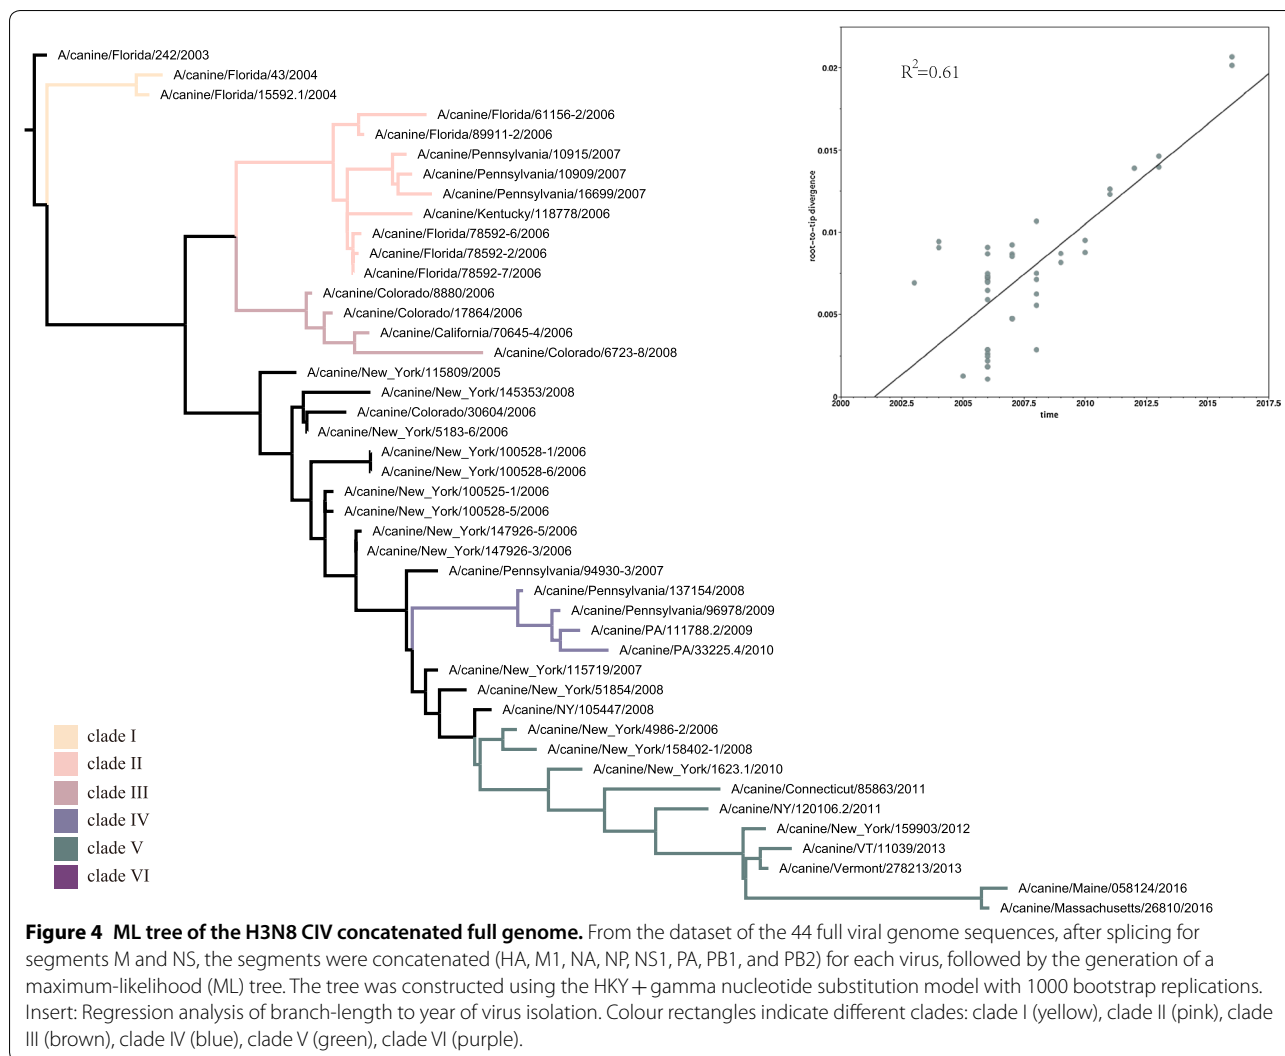 A/canine/Florida/242/2003
A/canine/Florida/43/2004
A/canine/Florida/15592.1/2004
A/canine/Florida/61156-2/2006
A/canine/Florida/89911-2/2006
A/canine/Pennsylvania/10915/2007
A/canine/Pennsylvania/10909/2007
A/canine/Pennsylvania/16699/2007
A/canine/Kentucky/118778/2006
A/canine/Florida/78592-6/2006
A/canine/Florida/78592-2/2006
A/canine/Florida/78592-7/2006
A/canine/Colorado/8880/2006
A/canine/Colorado/17864/2006
A/canine/California/70645-4/2006
A/canine/Colorado/6723-8/2008
A/canine/New_York/115809/2005
A/canine/New_York/145353/2008
A/canine/Colorado/30604/2006
A/canine/New_York/5183-6/2006
A/canine/New_York/100528-1/2006
A/canine/New_York/100528-6/2006
A/canine/New_York/100525-1/2006
A/canine/New_York/100528-5/2006
A/canine/New_York/147926-5/2006
A/canine/New_York/147926-3/2006
A/canine/Pennsylvania/94930-3/2007
A/canine/Pennsylvania/137154/2008
A/canine/Pennsylvania/96978/2009
A/canine/PA/111788.2/2009
A/canine/PA/33225.4/2010
A/canine/New_York/115719/2007
A/canine/New_York/51854/2008
A/canine/NY/105447/2008
A/canine/New_York/4986-2/2006
A/canine/New_York/158402-1/2008
A/canine/New_York/1623.1/2010
A/canine/Connecticut/85863/2011
A/canine/NY/120106.2/2011
A/canine/New_York/159903/2012
A/canine/VT/11039/2013
A/canine/Vermont/278213/2013
A/canine/Maine/058124/2016
A/canine/Massachusetts/26810/2016
R²=0.61
root-to-tip divergence
0.02
0.015
0.01
0.005
0
2000 2002.5 2005 2007.5 2010 2012.5 2015 2017.5
time
clade I
clade II
clade III
clade IV
clade V
clade VI
Figure 4 ML tree of the H3N8 CIV concatenated full genome. From the dataset of the 44 full viral genome sequences, after splicing for
segments M and NS, the segments were concatenated (HA, M1, NA, NP, NS1, PA, PB1, and PB2) for each virus, followed by the generation of a
maximum-likelihood (ML) tree. The tree was constructed using the HKY + gamma nucleotide substitution model with 1000 bootstrap replications.
Insert: Regression analysis of branch-length to year of virus isolation. Colour rectangles indicate different clades: clade I (yellow), clade II (pink), clade
III (brown), clade IV (blue), clade V (green), clade VI (purple).